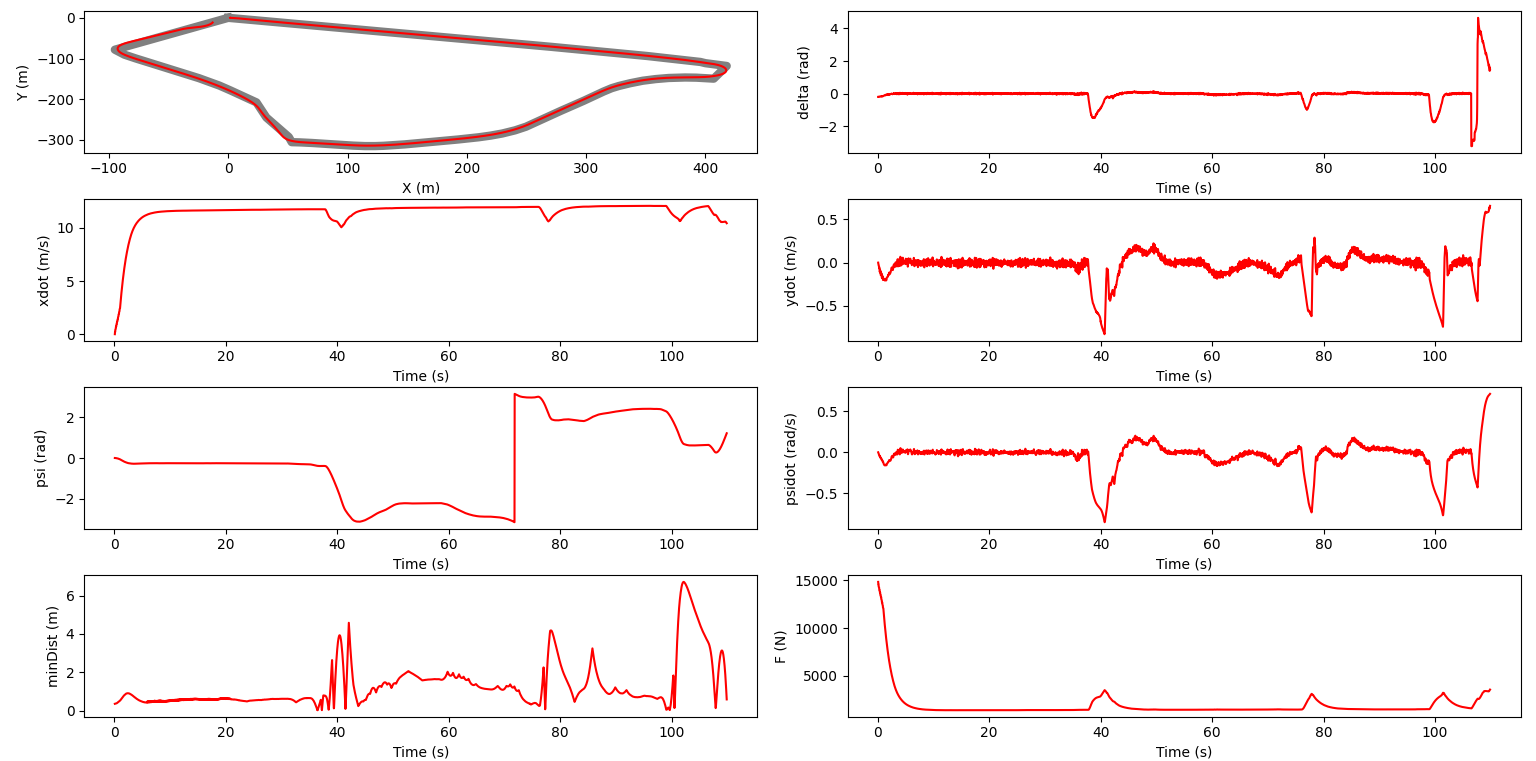 0
−100
−200
−300
Y (m)
−100 0 100 200 300 400
X (m)
4
2
0
−2
delta (rad)
0 20 40 60 80 100
Time (s)
10
5
0
xdot (m/s)
0 20 40 60 80 100
Time (s)
0.5
0.0
−0.5
ydot (m/s)
0 20 40 60 80 100
Time (s)
2
0
−2
psi (rad)
0 20 40 60 80 100
Time (s)
0.5
0.0
−0.5
psidot (rad/s)
0 20 40 60 80 100
Time (s)
6
4
2
0
minDist (m)
0 20 40 60 80 100
Time (s)
15000
10000
5000
F (N)
0 20 40 60 80 100
Time (s)